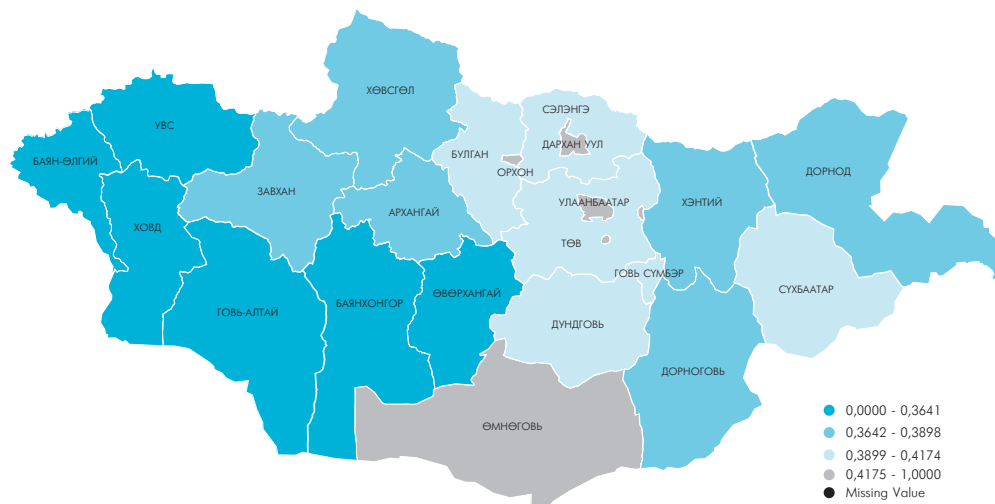 ХӨВСГӨЛ
СЭЛЭНГЭ
УВС
ДАРХАН УУЛ
БУЛГАН
БАЯН-ӨЛГИЙ
ОРХОН
ДОРНОД
ЗАВХАН
УЛААНБААТАР
ХЭНТИЙ
АРХАНГАЙ
ХОВД
ТӨВ
ГОВЬ СҮМБЭР
СҮХБААТАР
ӨВӨРХАНГАЙ
БАЯНХОНГОР
ГОВЬ-АЛТАЙ
ДУНДГОВЬ
ДОРНОГОВЬ
ӨМНӨГОВЬ
0,0000 - 0,3641
0,3642 - 0,3898
0,3899 - 0,4174
0,4175 - 1,0000
Missing Value